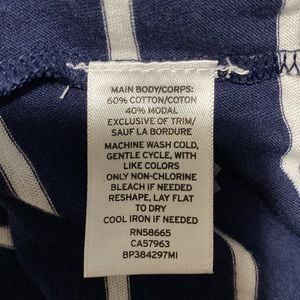 MAIN BODY/CORPS:
60% COTTON/COTON
40% MODAL
EXCLUSIVE OF TRIM/
SAUF LA BORDURE
MACHINE WASH COLD,
GENTLE CYCLE, WITH
LIKE COLORS
ONLY NON-CHLORINE
BLEACH IF NEEDED
RESHAPE, LAY FLAT
TO DRY
COOL IRON IF NEEDED
RN58665
CA57963
BP384297MI